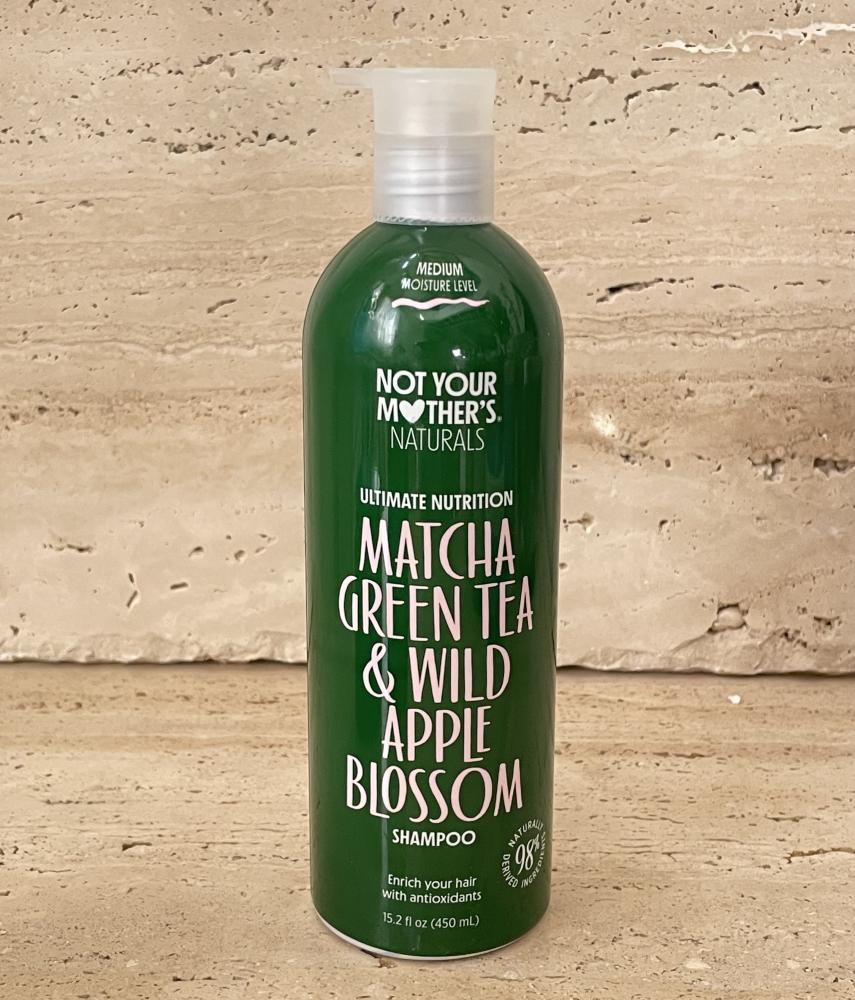 MEDIUM
MOISTURE LEVEL
NOT YOUR
MOTHER'S®
NATURALS
ULTIMATE NUTRITION
MATCHA
GREEN TEA
& WILD
APPLE
BLOSSOM
SHAMPOO
NATURALLY
98%
DERIVED INGREDIENTS
Enrich your hair
with antioxidants
15.2 fl oz (450 mL)